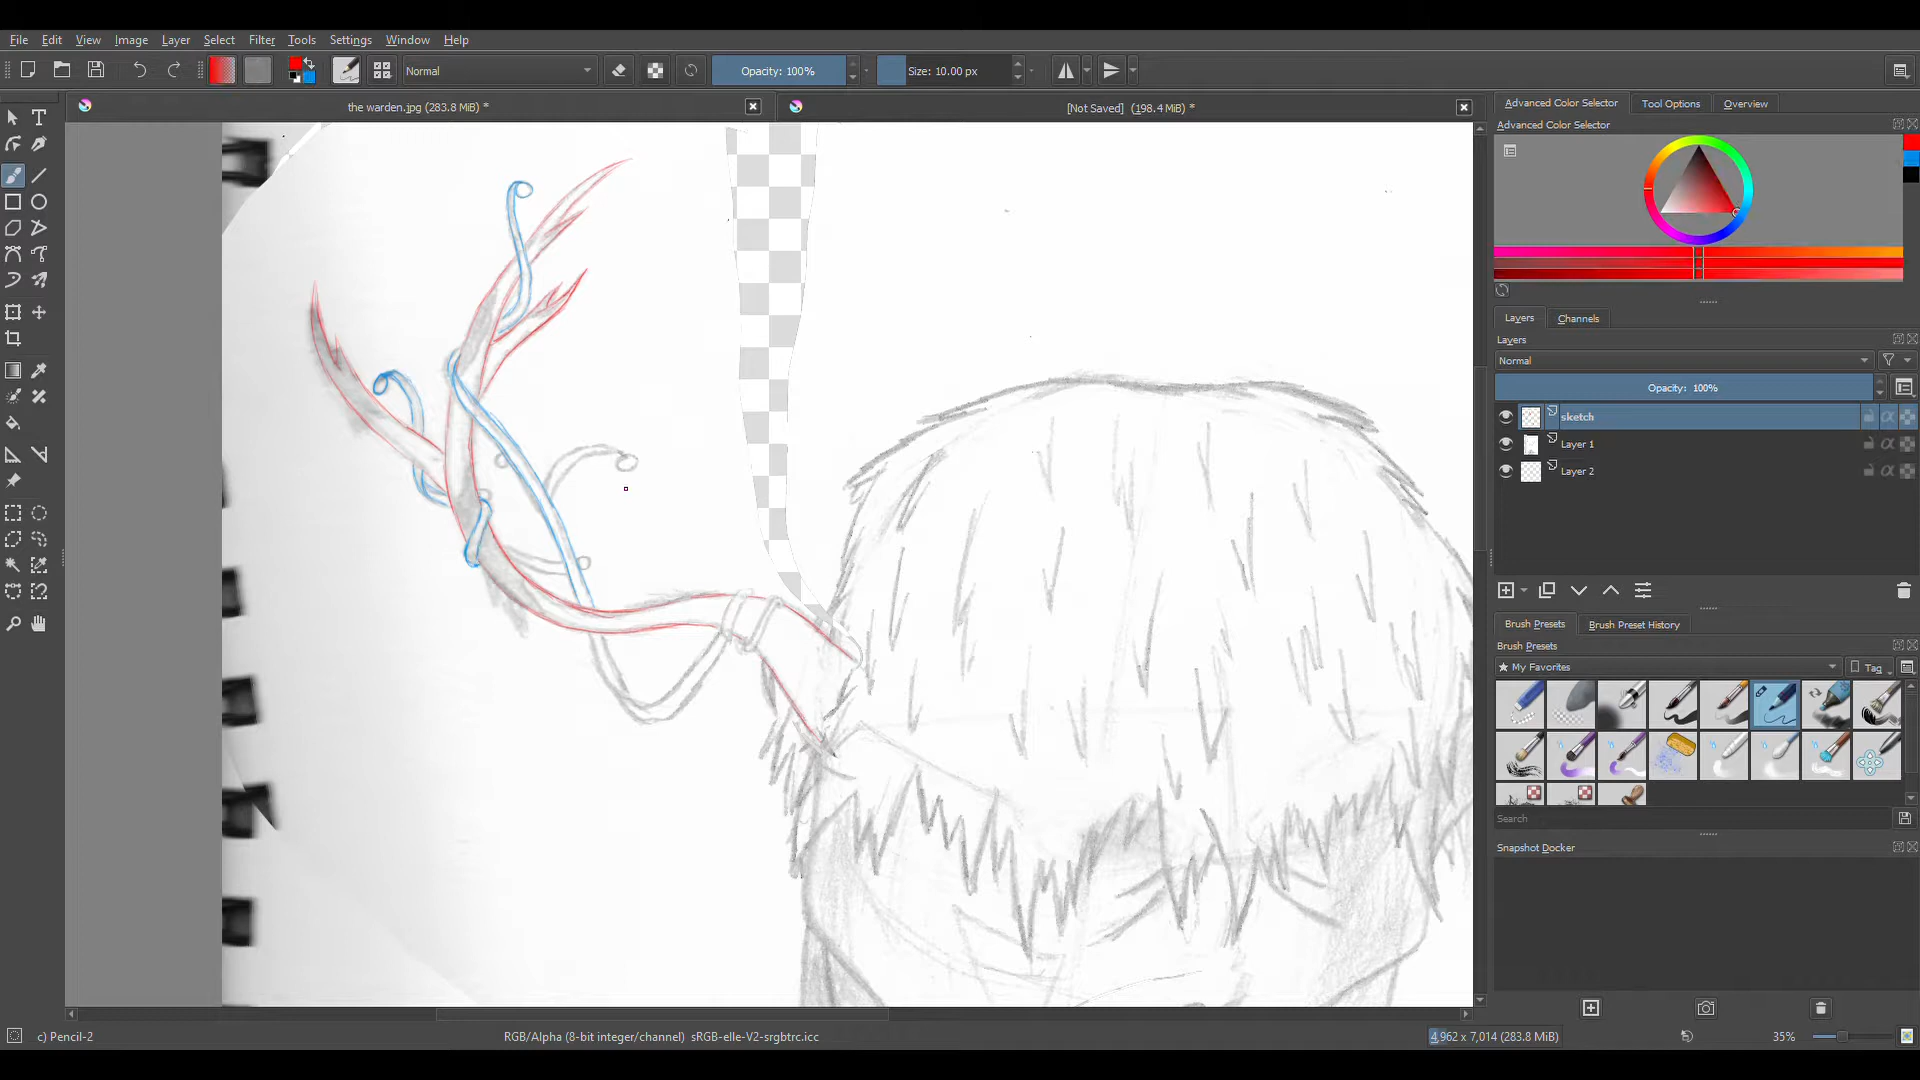 File Edit View Image Layer Select Filter Tools Settings Window Help
Normal
Opacity: 100%
Size: 10.00 px
the warden.jpg (283.8 MiB) *
[Not Saved] (198.4 MiB) *
Advanced Color Selector
Tool Options
Overview
Advanced Color Selector
Layers
Channels
Layers
Normal
Opacity: 100%
sketch
Layer 1
Layer 2
Brush Presets
Brush Preset History
Brush Presets
★ My Favorites
Tag
Search
Snapshot Docker
c) Pencil-2
RGB/Alpha (8-bit integer/channel) sRGB-elle-V2-srgbtrc.icc
4,962 x 7,014 (283.8 MiB)
35%